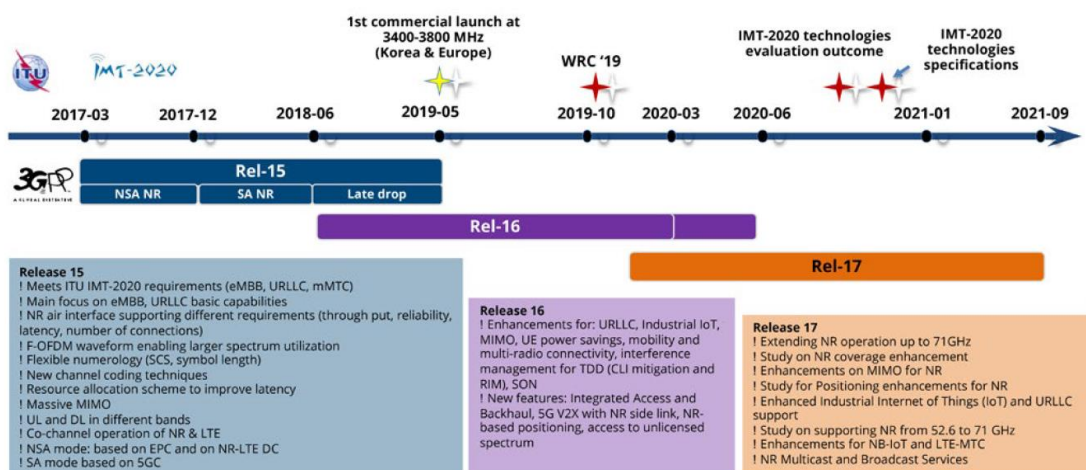 1st commercial launch at
3400-3800 MHz
(Korea & Europe)
WRC ‘19
IMT-2020 technologies
evaluation outcome
IMT-2020
technologies
specifications
ITU
IMT-2020
2017-03
2017-12
2018-06
2019-05
2019-10
2020-03
2020-06
2021-01
2021-09
3GPP
A GLOBAL INITIATIVE
Rel-15
NSA NR
SA NR
Late drop
Rel-16
Rel-17
Release 15
! Meets ITU IMT-2020 requirements (eMBB, URLLC, mMTC)
! Main focus on eMBB, URLLC basic capabilities
! NR air interface supporting different requirements (through put, reliability,
latency, number of connections)
! F-OFDM waveform enabling larger spectrum utilization
! Flexible numerology (SCS, symbol length)
! New channel coding techniques
! Resource allocation scheme to improve latency
! Massive MIMO
! UL and DL in different bands
! Co-channel operation of NR & LTE
! NSA mode: based on EPC and on NR-LTE DC
! SA mode based on 5GC
Release 16
! Enhancements for: URLLC, Industrial IoT,
MIMO, UE power savings, mobility and
multi-radio connectivity, interference
management for TDD (CLI mitigation and
RIM), SON
! New features: Integrated Access and
Backhaul, 5G V2X with NR side link, NR-
based positioning, access to unlicensed
spectrum
Release 17
! Extending NR operation up to 71GHz
! Study on NR coverage enhancement
! Enhancements on MIMO for NR
! Study for Positioning enhancements for NR
! Enhanced Industrial Internet of Things (IoT) and URLLC
support
! Study on supporting NR from 52.6 to 71 GHz
! Enhancements for NB-IoT and LTE-MTC
! NR Multicast and Broadcast Services